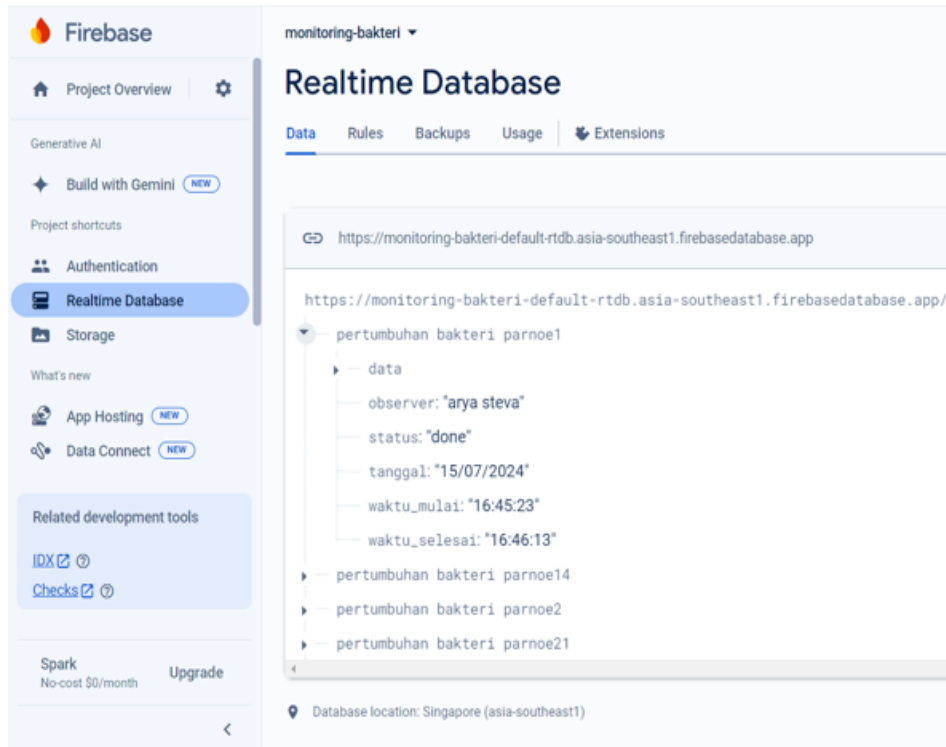 Firebase
Project Overview
Generative AI
Build with Gemini NEW
Project shortcuts
Authentication
Realtime Database
Storage
What's new
App Hosting NEW
Data Connect NEW
Related development tools
IDX
Checks
Spark
No-cost $0/month
Upgrade
monitoring-bakteri
Realtime Database
Data Rules Backups Usage Extensions
https://monitoring-bakteri-default-rtdb.asia-southeast1.firebasedatabase.app
https://monitoring-bakteri-default-rtdb.asia-southeast1.firebasedatabase.app/
pertumbuhan bakteri parnoe1
data
observer: "arya steva"
status: "done"
tanggal: "15/07/2024"
waktu_mulai: "16:45:23"
waktu_selesai: "16:46:13"
pertumbuhan bakteri parnoe14
pertumbuhan bakteri parnoe2
pertumbuhan bakteri parnoe21
Database location: Singapore (asia-southeast1)